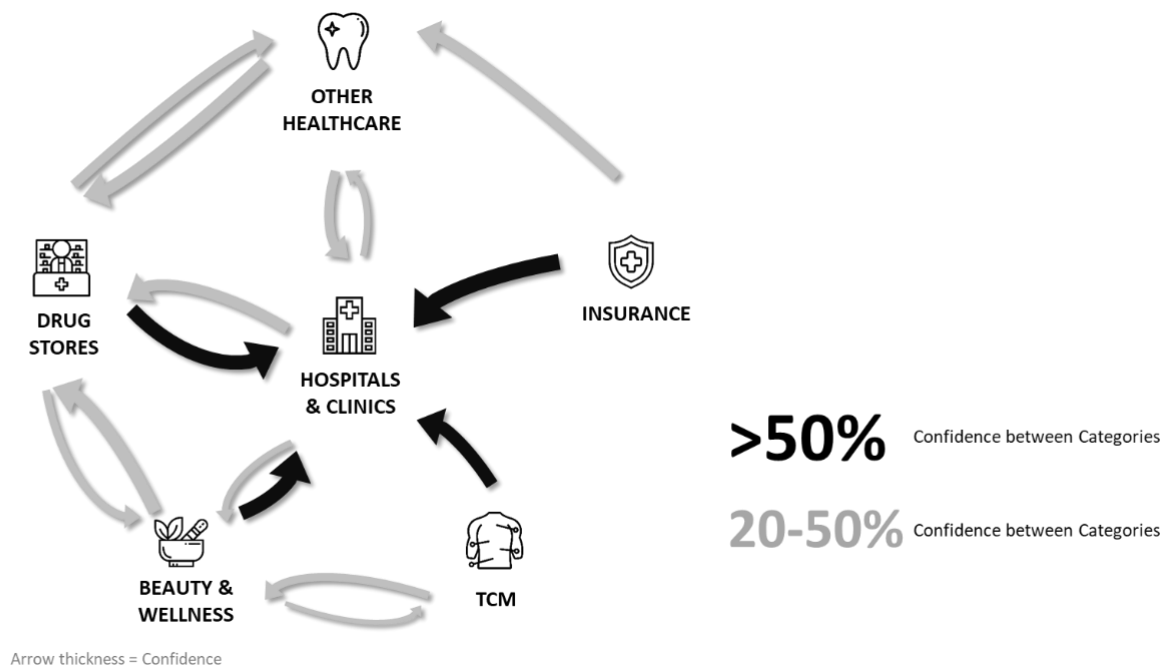 OTHER
HEALTHCARE
DRUG
STORES
INSURANCE
HOSPITALS
& CLINICS
>50% Confidence between Categories
20-50% Confidence between Categories
BEAUTY &
WELLNESS
TCM
Arrow thickness = Confidence